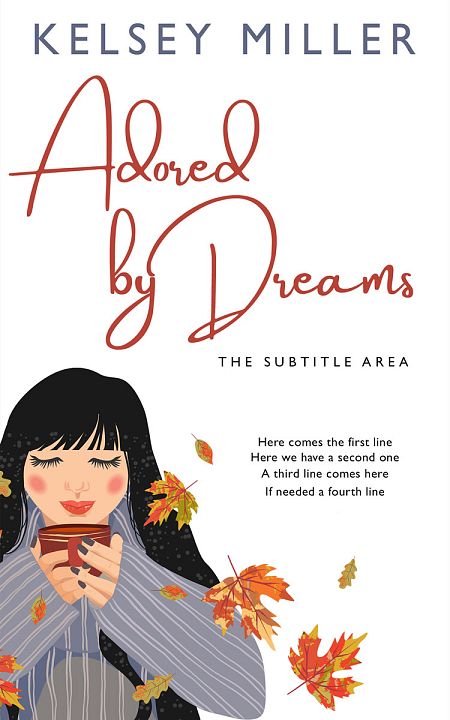 KELSEY MILLER
Adored
by Dreams
THE SUBTITLE AREA
Here comes the first line
Here we have a second one
A third line comes here
If needed a fourth line